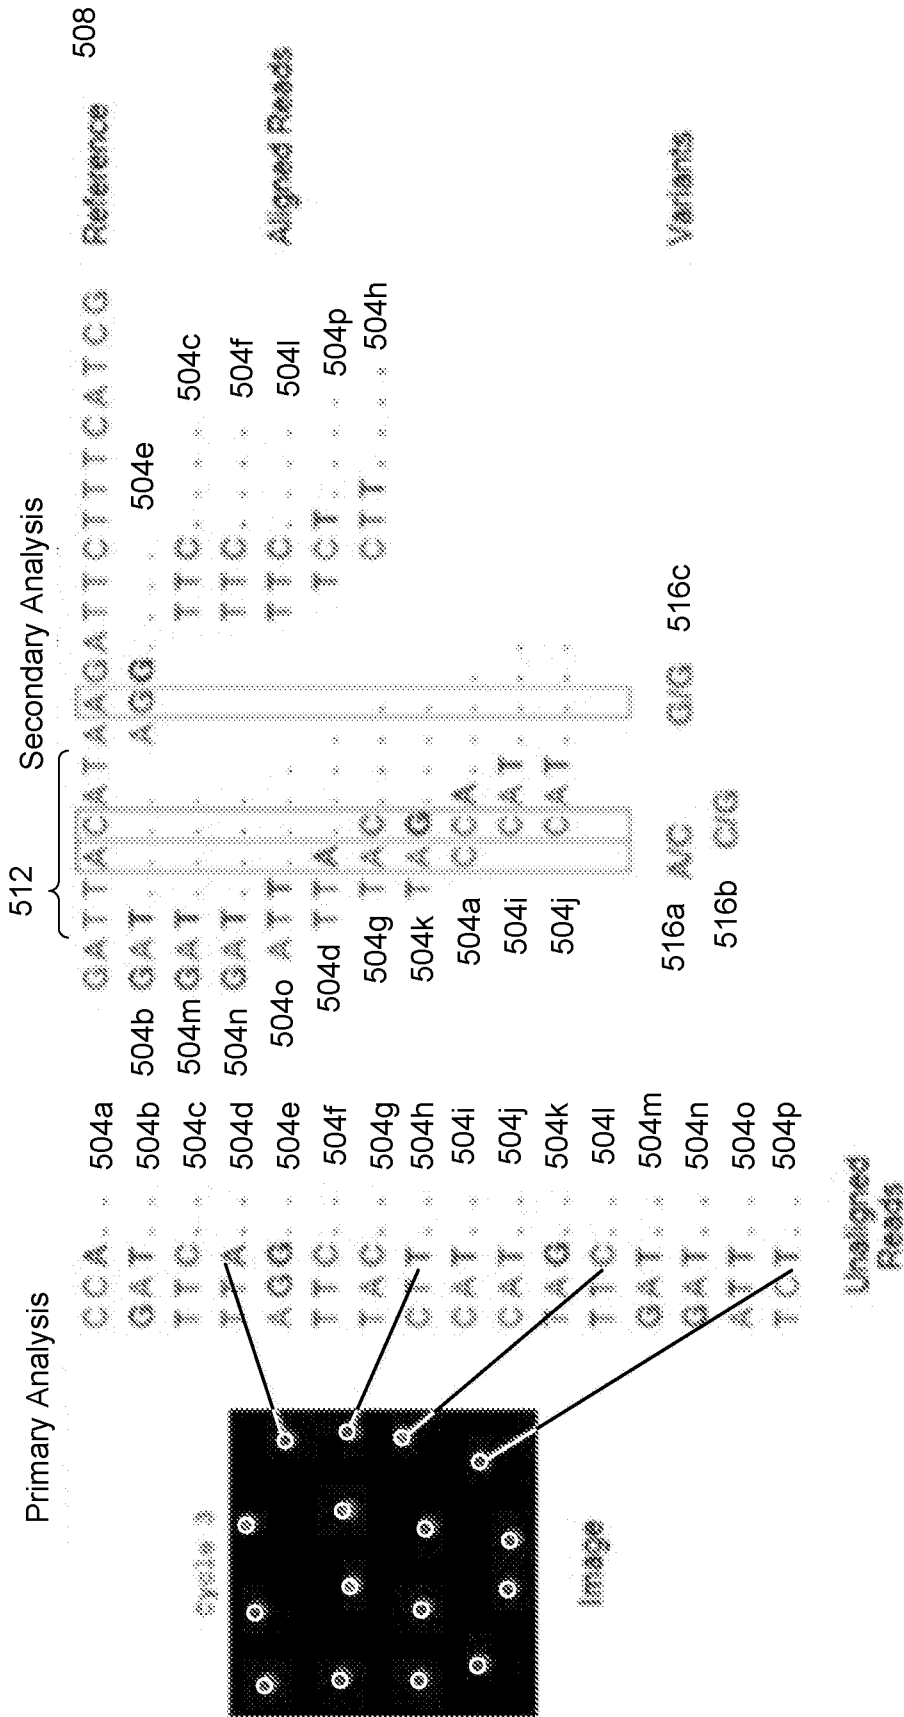 Primary Analysis
Cycle 3
Image
CCA.. 504a
GAT.. 504b
TTC.. 504c
TTA.. 504d
AGG.. 504e
TTC.. 504f
TAC.. 504g
CTT.. 504h
CAT.. 504i
CAT.. 504j
TAG.. 504k
TTC.. 504l
GAT.. 504m
GAT.. 504n
ATT.. 504o
TCT.. 504p
Unaligned
Reads
Secondary Analysis
512
GATTACATAAGATTCTTTCATCG Reference 508
504b GAT.... AGG.... 504e
504m GAT.... TTC.... 504c
504n GAT.... TTC.... 504f
504o ATT.... TTC.... 504l
504d TTA.... TCT.... 504p
504g TAC.... CTT.... 504h
504k TAG....
504a CCA....
504i CAT....
504j CAT....
Aligned Reads
516a A/C G/G 516c
516b C/G
Variants